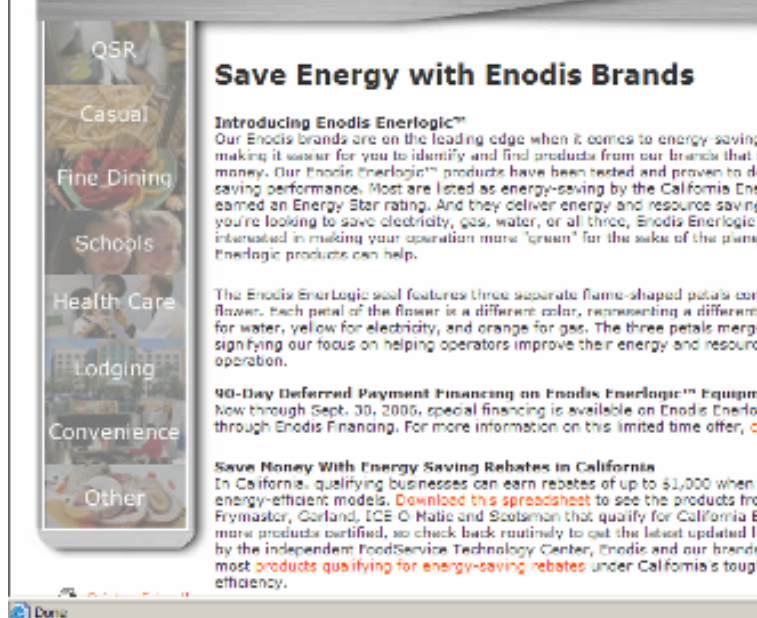 QSR
Casual
Fine Dining
Schools
Health Care
Lodging
Convenience
Other
Save Energy with Enodis Brands
Introducing Enodis Enerlogic™
Our Enodis brands are on the leading edge when it comes to energy-saving
making it easier for you to identify and find products from our brands that
money. Our Enodis Enerlogic™ products have been tested and proven to d
saving performance. Most are listed as energy-saving by the California Ene
earned an Energy Star rating. And they deliver energy and resource saving
you're looking to save electricity, gas, water, or all three, Enodis Enerlogic
interested in making your operation more "green" for the sake of the plane
Enerlogic products can help.
The Enodis EnerLogic seal features three separate flame-shaped petals con
flower. Each petal of the flower is a different color, representing a different
for water, yellow for electricity, and orange for gas. The three petals merge
signifying our focus on helping operators improve their energy and resourc
operation.
90-Day Deferred Payment Financing on Enodis Enerlogic™ Equipm
Now through Sept. 30, 2006, special financing is available on Enodis Enerlo
through Enodis Financing. For more information on this limited time offer, c
Save Money With Energy Saving Rebates in California
In California, qualifying businesses can earn rebates of up to $1,000 when
energy-efficient models. Download this spreadsheet to see the products fro
Frymaster, Garland, ICE-O-Matic and Scotsman that qualify for California E
more products certified, so check back routinely to get the latest updated l
by the independent FoodService Technology Center, Enodis and our brands
most products qualifying for energy-saving rebates under California's toug
efficiency.
Done